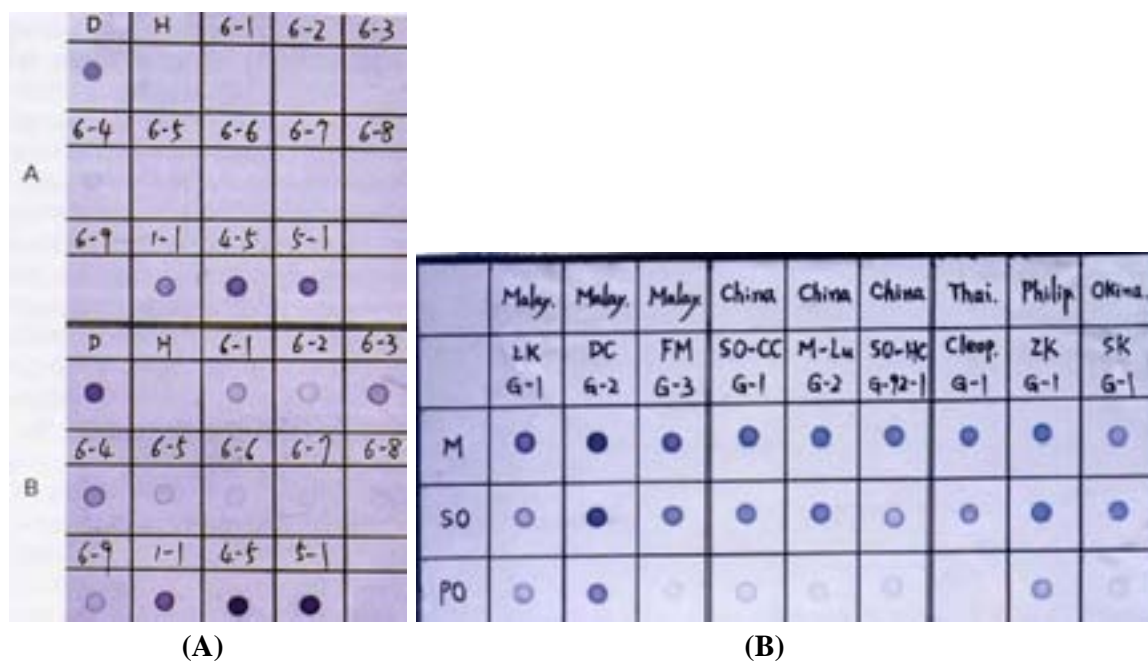 D H 6-1 6-2 6-3
6-4 6-5 6-6 6-7 6-8
A
6-9 1-1 4-5 5-1
D H 6-1 6-2 6-3
6-4 6-5 6-6 6-7 6-8
B
6-9 1-1 4-5 5-1
(A)
Malay. Malay. Malay. China China China Thai. Philip Okina.
LK DC FM SO-CC M-Lu SO-HC Cleop. ZK SK
G-1 G-2 G-3 G-1 G-2 G-92-1 G-1 G-1 G-1
M
SO
PO
(B)